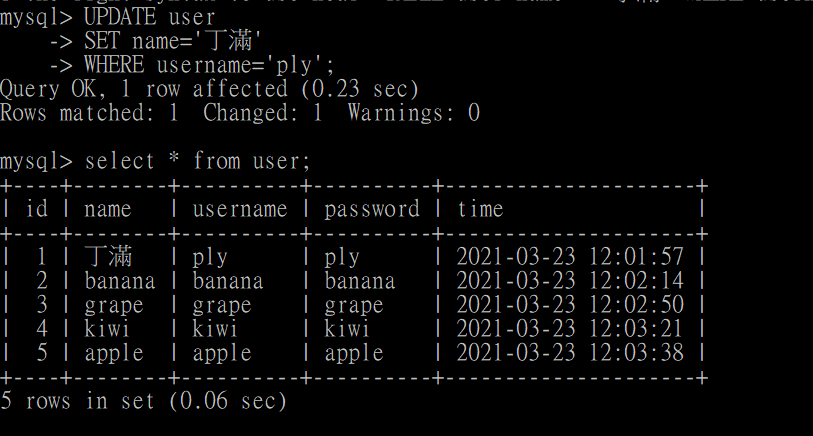 mysql> UPDATE user
    -> SET name='丁滿'
    -> WHERE username='ply';
Query OK, 1 row affected (0.23 sec)
Rows matched: 1  Changed: 1  Warnings: 0

mysql> select * from user;
+----+--------+----------+----------+---------------------+
| id | name   | username | password | time                |
+----+--------+----------+----------+---------------------+
|  1 | 丁滿   | ply      | ply      | 2021-03-23 12:01:57 |
|  2 | banana | banana   | banana   | 2021-03-23 12:02:14 |
|  3 | grape  | grape    | grape    | 2021-03-23 12:02:50 |
|  4 | kiwi   | kiwi     | kiwi     | 2021-03-23 12:03:21 |
|  5 | apple  | apple    | apple    | 2021-03-23 12:03:38 |
+----+--------+----------+----------+---------------------+
5 rows in set (0.06 sec)